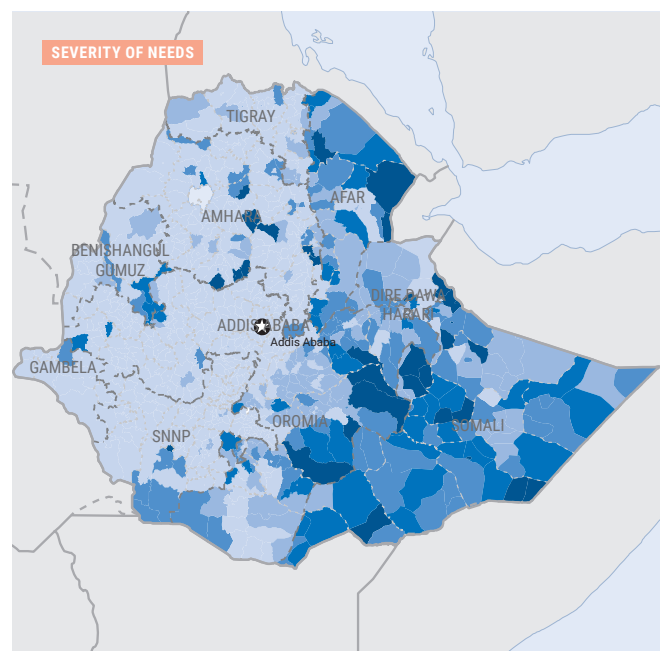 SEVERITY OF NEEDS
TIGRAY
AFAR
AMHARA
BENISHANGUL
GUMUZ
DIRE DAWA
HARARI
ADDIS ABABA
Addis Ababa
GAMBELA
OROMIA
SOMALI
SNNP